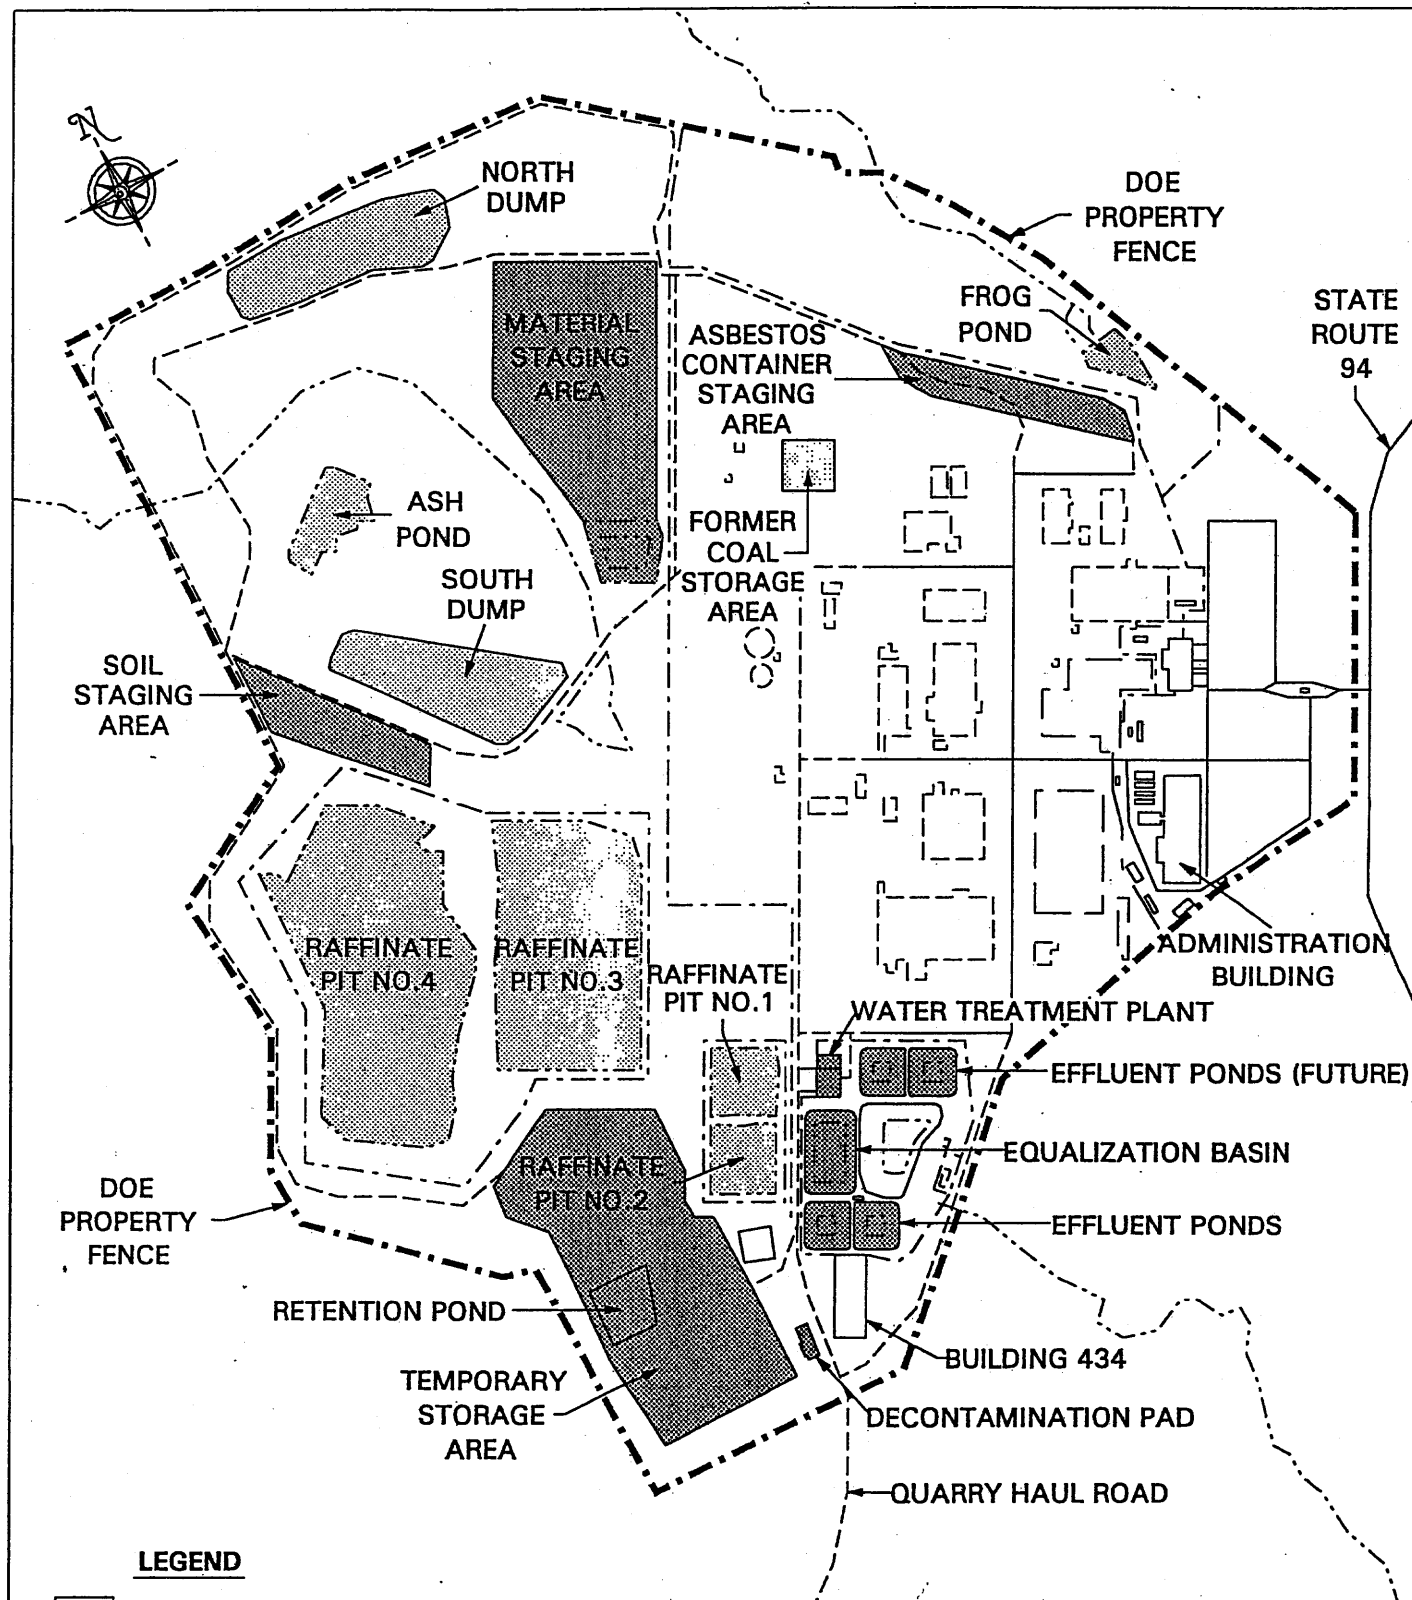 N
NORTH
DUMP
DOE
PROPERTY
FENCE
FROG
POND
STATE
ROUTE
94
MATERIAL
STAGING
AREA
ASBESTOS
CONTAINER
STAGING
AREA
ASH
POND
FORMER
COAL
STORAGE
AREA
SOUTH
DUMP
SOIL
STAGING
AREA
RAFFINATE
PIT NO.4
RAFFINATE
PIT NO.3
RAFFINATE
PIT NO.1
ADMINISTRATION
BUILDING
WATER TREATMENT PLANT
EFFLUENT PONDS (FUTURE)
EQUALIZATION BASIN
RAFFINATE
PIT NO.2
DOE
PROPERTY
FENCE
EFFLUENT PONDS
RETENTION POND
BUILDING 434
TEMPORARY
STORAGE
AREA
DECONTAMINATION PAD
QUARRY HAUL ROAD
LEGEND